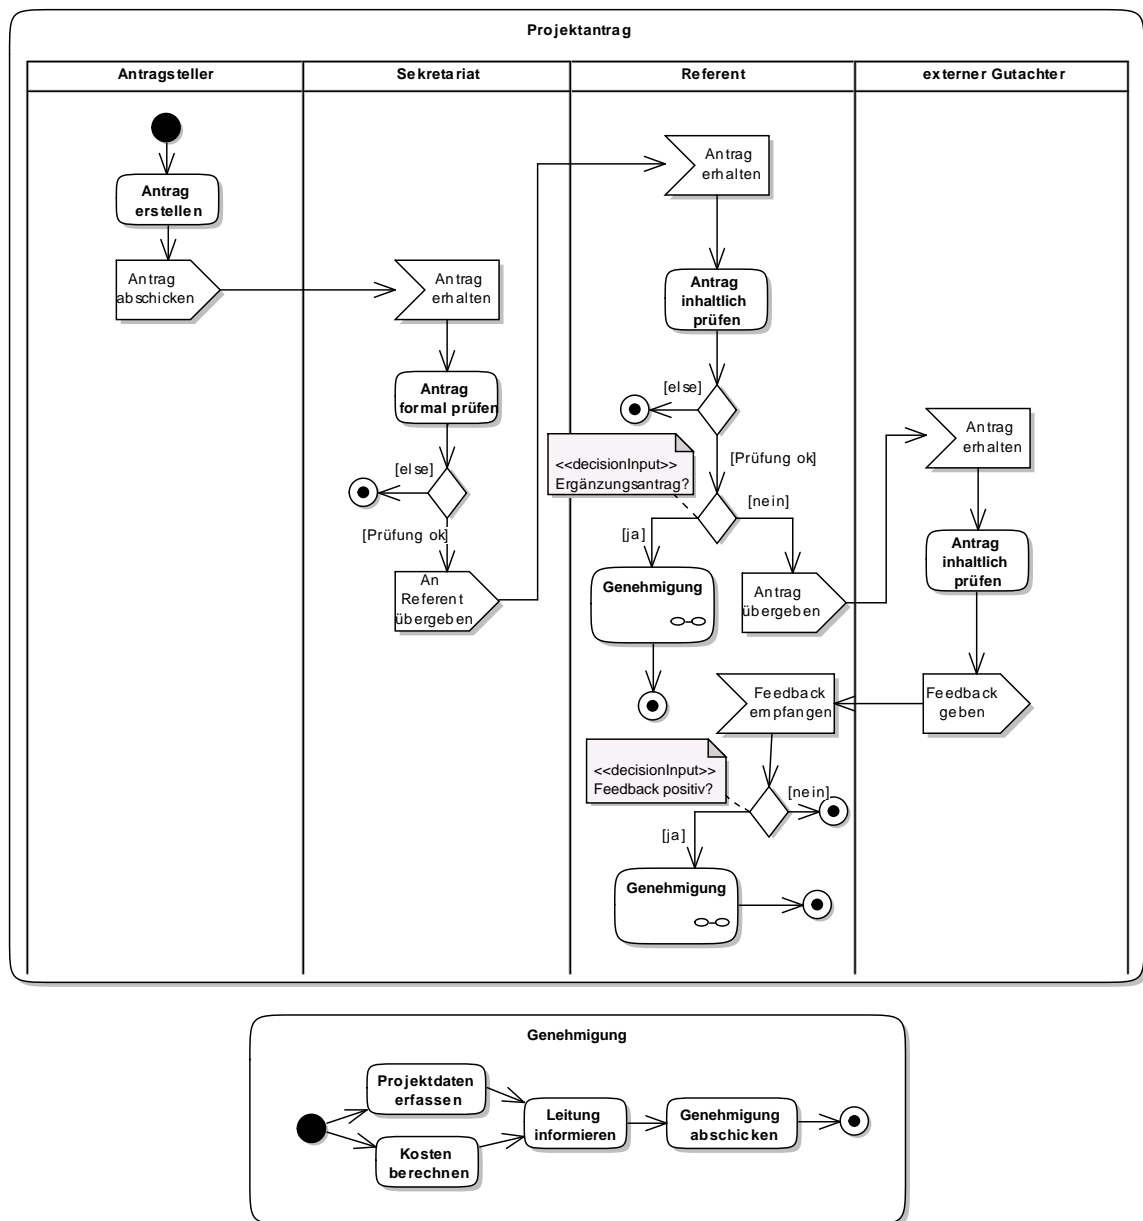 Projektantrag
Antragsteller
Sekretariat
Referent
externer Gutachter
Antrag
erstellen
Antrag
abschicken
Antrag
erhalten
Antrag
formal prüfen
[else]
[Prüfung ok]
An
Referent
übergeben
Antrag
erhalten
Antrag
inhaltlich
prüfen
[else]
[Prüfung ok]
<<decisionInput>>
Ergänzungsantrag?
[nein]
[ja]
Genehmigung
Antrag
übergeben
Antrag
erhalten
Antrag
inhaltlich
prüfen
Feedback
geben
Feedback
empfangen
<<decisionInput>>
Feedback positiv?
[nein]
[ja]
Genehmigung
Genehmigung
Projektdaten
erfassen
Kosten
berechnen
Leitung
informieren
Genehmigung
abschicken